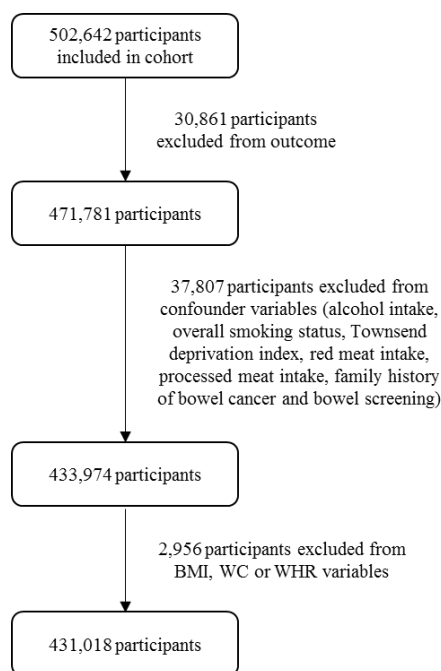 502,642 participants
included in cohort
30,861 participants
excluded from outcome
471,781 participants
37,807 participants excluded from
confounder variables (alcohol intake,
overall smoking status, Townsend
deprivation index, red meat intake,
processed meat intake, family history
of bowel cancer and bowel screening)
433,974 participants
2,956 participants excluded from
BMI, WC or WHR variables
431,018 participants